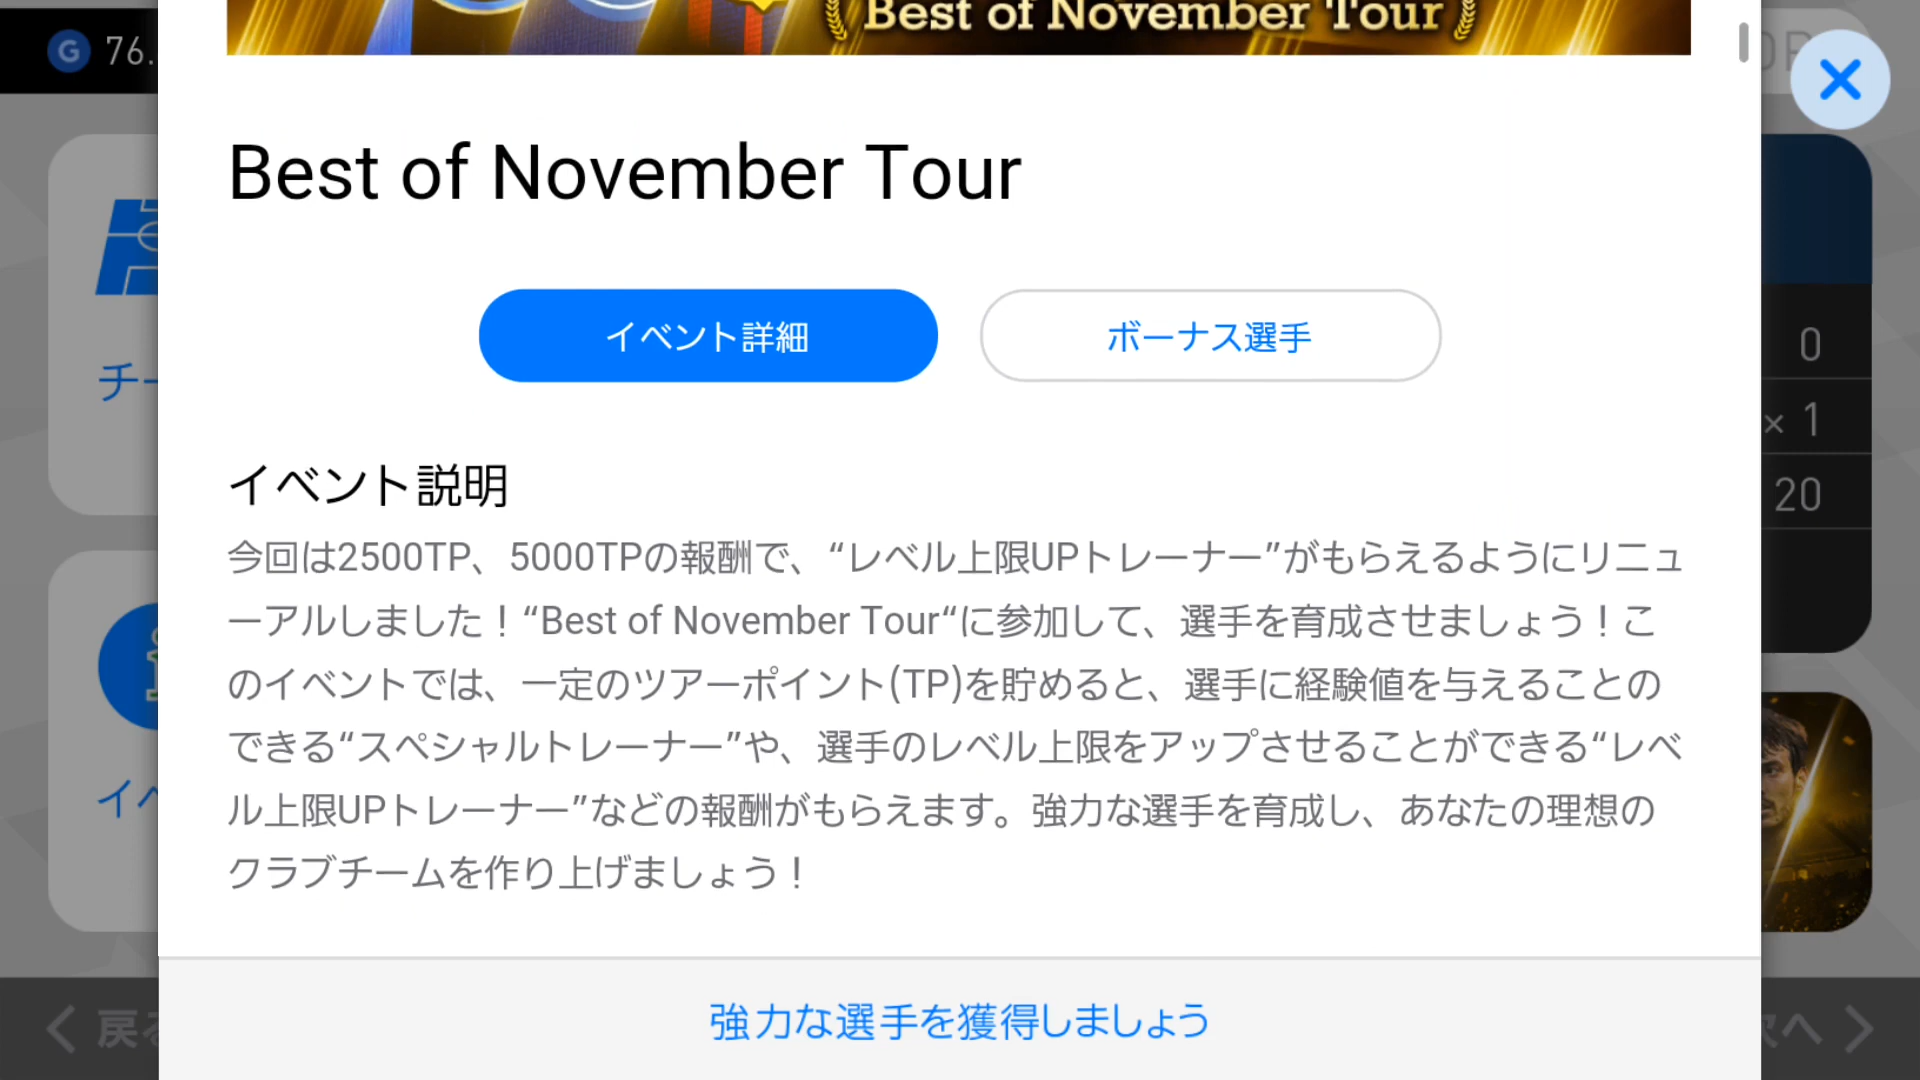 Best of November Tour
76.
Best of November Tour
イベント詳細
ボーナス選手
0
× 1
20
イベント説明
今回は2500TP、5000TPの報酬で、“レベル上限UPトレーナー”がもらえるようにリニュ
ーアルしました！“Best of November Tour“に参加して、選手を育成させましょう！こ
のイベントでは、一定のツアーポイント(TP)を貯めると、選手に経験値を与えることの
できる“スペシャルトレーナー”や、選手のレベル上限をアップさせることができる“レベ
ル上限UPトレーナー”などの報酬がもらえます。強力な選手を育成し、あなたの理想の
クラブチームを作り上げましょう！
強力な選手を獲得しましょう